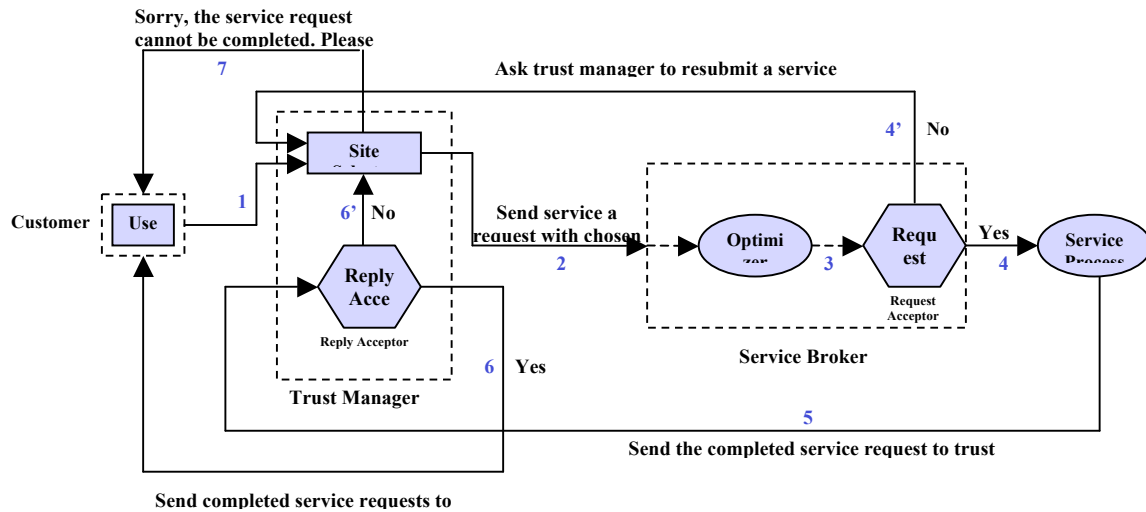 Sorry, the service request
cannot be completed. Please
7
Ask trust manager to resubmit a service
4’ No
Site
1
6’ No
Customer
Use
Send service a
request with chosen
2
Optimi
3
Requ
est
Yes
4
Service
Process
Reply
Acce
Request
Acceptor
Reply Acceptor
6 Yes
Service Broker
Trust Manager
5
Send the completed service request to trust
Send completed service requests to